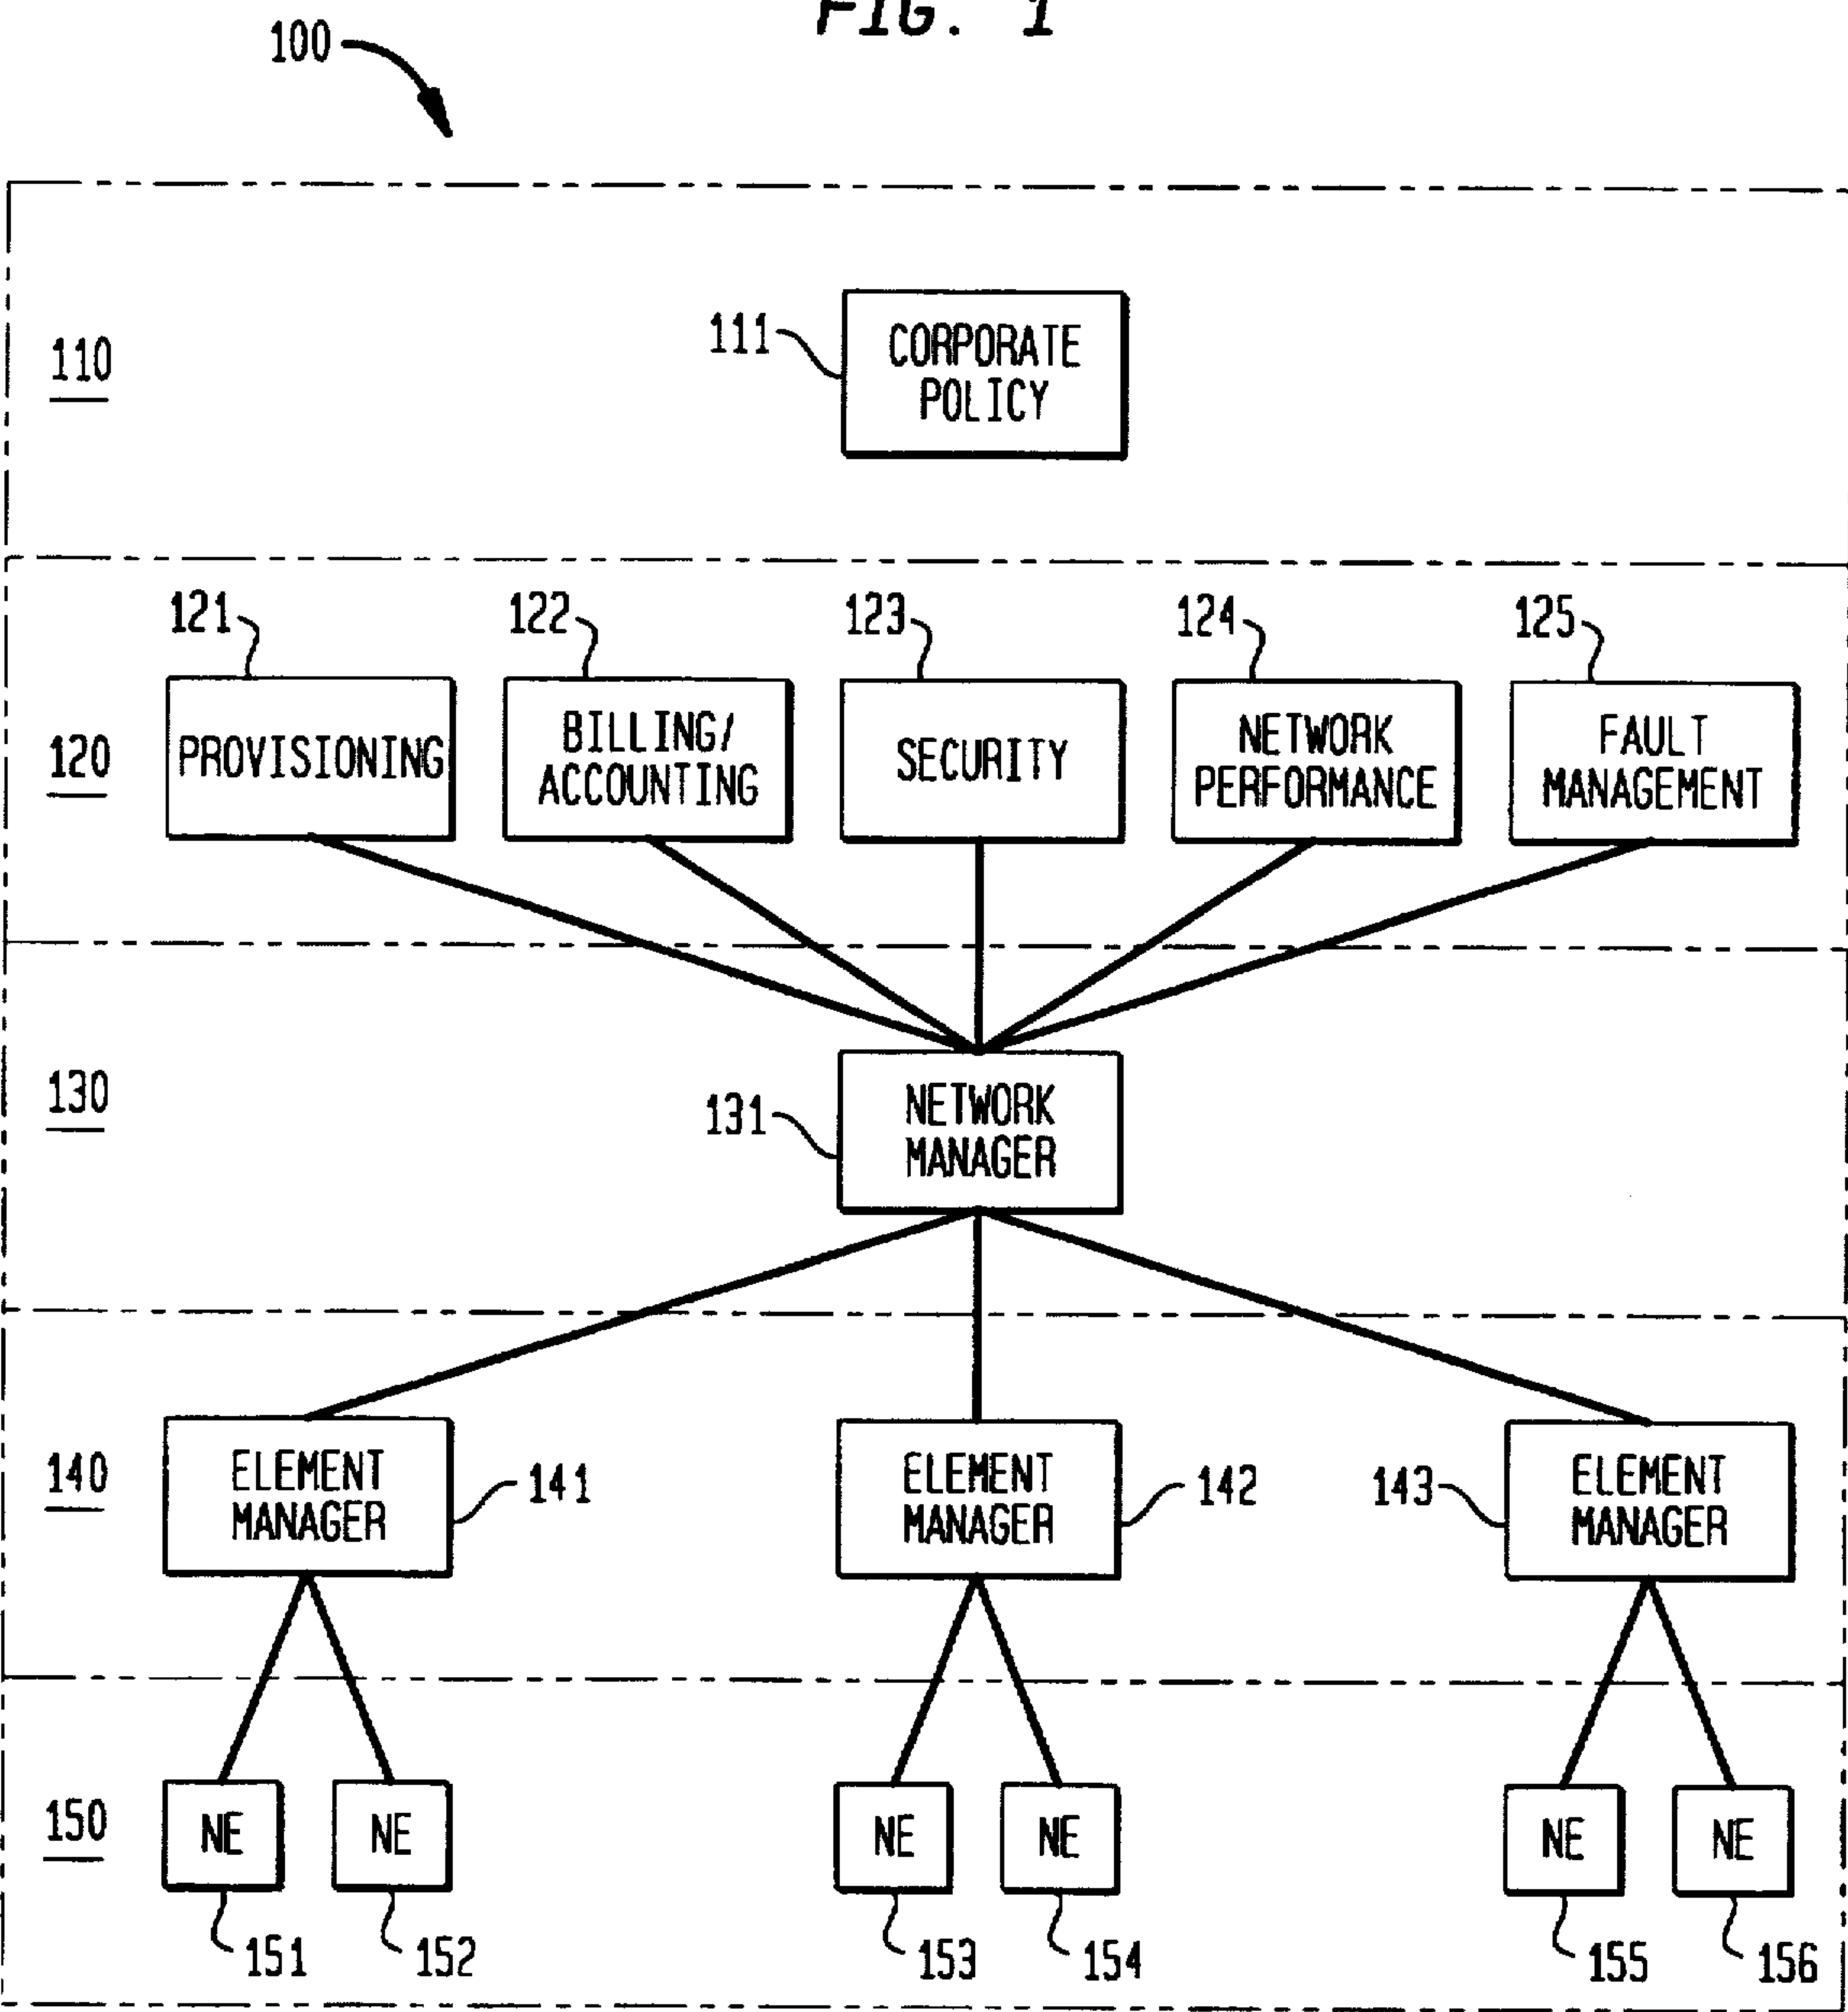 FIG. 1
100
110
111
CORPORATE
POLICY
121
122
123
124
125
120
PROVISIONING
BILLING/
ACCOUNTING
SECURITY
NETWORK
PERFORMANCE
FAULT
MANAGEMENT
130
131
NETWORK
MANAGER
140
ELEMENT
MANAGER
141
ELEMENT
MANAGER
142
143
ELEMENT
MANAGER
150
NE
NE
NE
NE
NE
NE
151
152
153
154
155
156